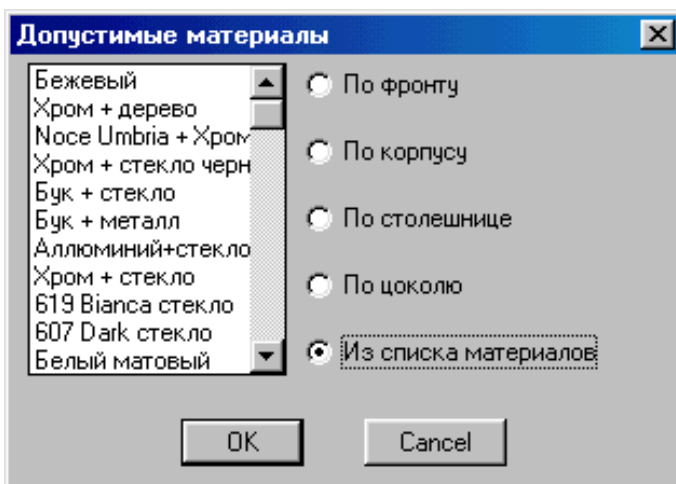 Допустимые материалы
Бежевый
Хром + дерево
Noce Umbria + Хром
Хром + стекло черн
Бук + стекло
Бук + металл
Аллюминий+стекло
Хром + стекло
619 Bianca стекло
607 Dark стекло
Белый матовый
По фронту
По корпусу
По столешнице
По цоколю
Из списка материалов
OK
Cancel